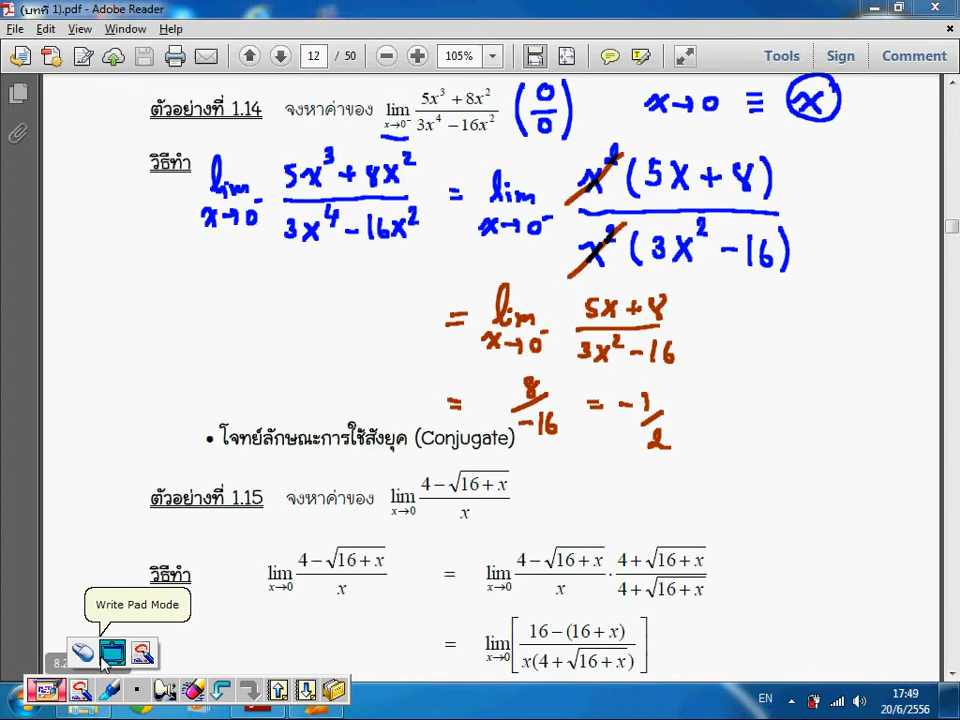 (บทที่ 1).pdf - Adobe Reader
File Edit View Window Help
12 / 50 105% Tools Sign Comment
ตัวอย่างที่ 1.14 จงหาค่าของ lim x→0⁻ (5x³ + 8x²)/(3x⁴ − 16x²) (0/0) x→0 ≡ x
วิธีทำ lim x→0⁻ (5x³ + 8x²)/(3x⁴ − 16x²) = lim x→0⁻ x²(5x + 8)/x²(3x² − 16)
= lim x→0⁻ (5x + 8)/(3x² − 16)
= 8/−16 = −1/2
• โจทย์ลักษณะการใช้สังยุค (Conjugate)
ตัวอย่างที่ 1.15 จงหาค่าของ lim x→0 (4 − √(16 + x))/x
วิธีทำ lim x→0 (4 − √(16 + x))/x = lim x→0 (4 − √(16 + x))/x · (4 + √(16 + x))/(4 + √(16 + x))
Write Pad Mode
= lim x→0 [(16 − (16 + x))/(x(4 + √(16 + x)))]
8.2
EN 17:49
20/6/2556